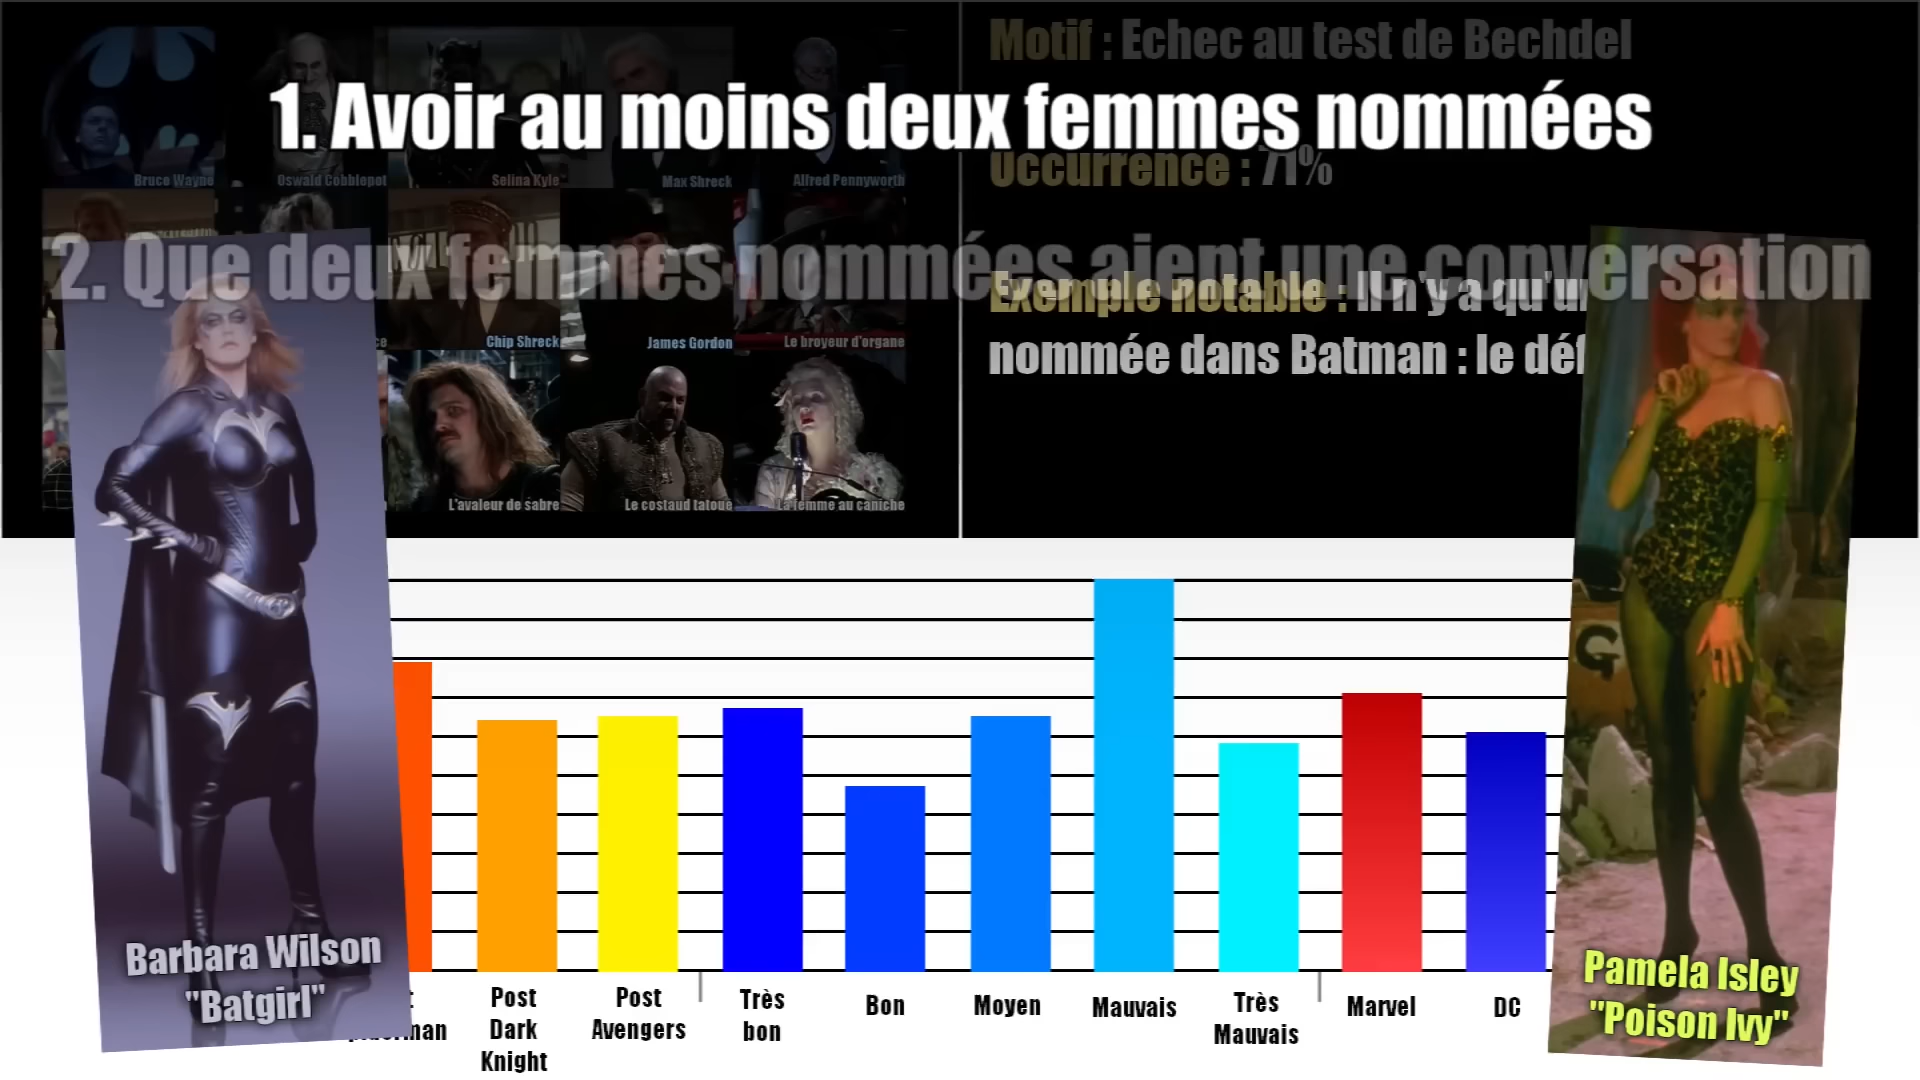 Motif : Echec au test de Bechdel
1. Avoir au moins deux femmes nommées
Occurrence : 71%
Bruce Wayne
Oswald Cobblepot
Selina Kyle
Max Shreck
Alfred Pennyworth
2. Que deux femmes nommées aient une conversation
Exemple notable : Il n'y a qu'u
nommée dans Batman : le déf
ce
Chip Shreck
James Gordon
Le broyeur d'organe
L'avaleur de sabre
Le costaud tatoué
La femme au caniche
Barbara Wilson
"Batgirl"
Pamela Isley
"Poison Ivy"
Post
Dark
Knight
Post
Avengers
Très
bon
Bon
Moyen
Mauvais
Très
Mauvais
Marvel
DC
G